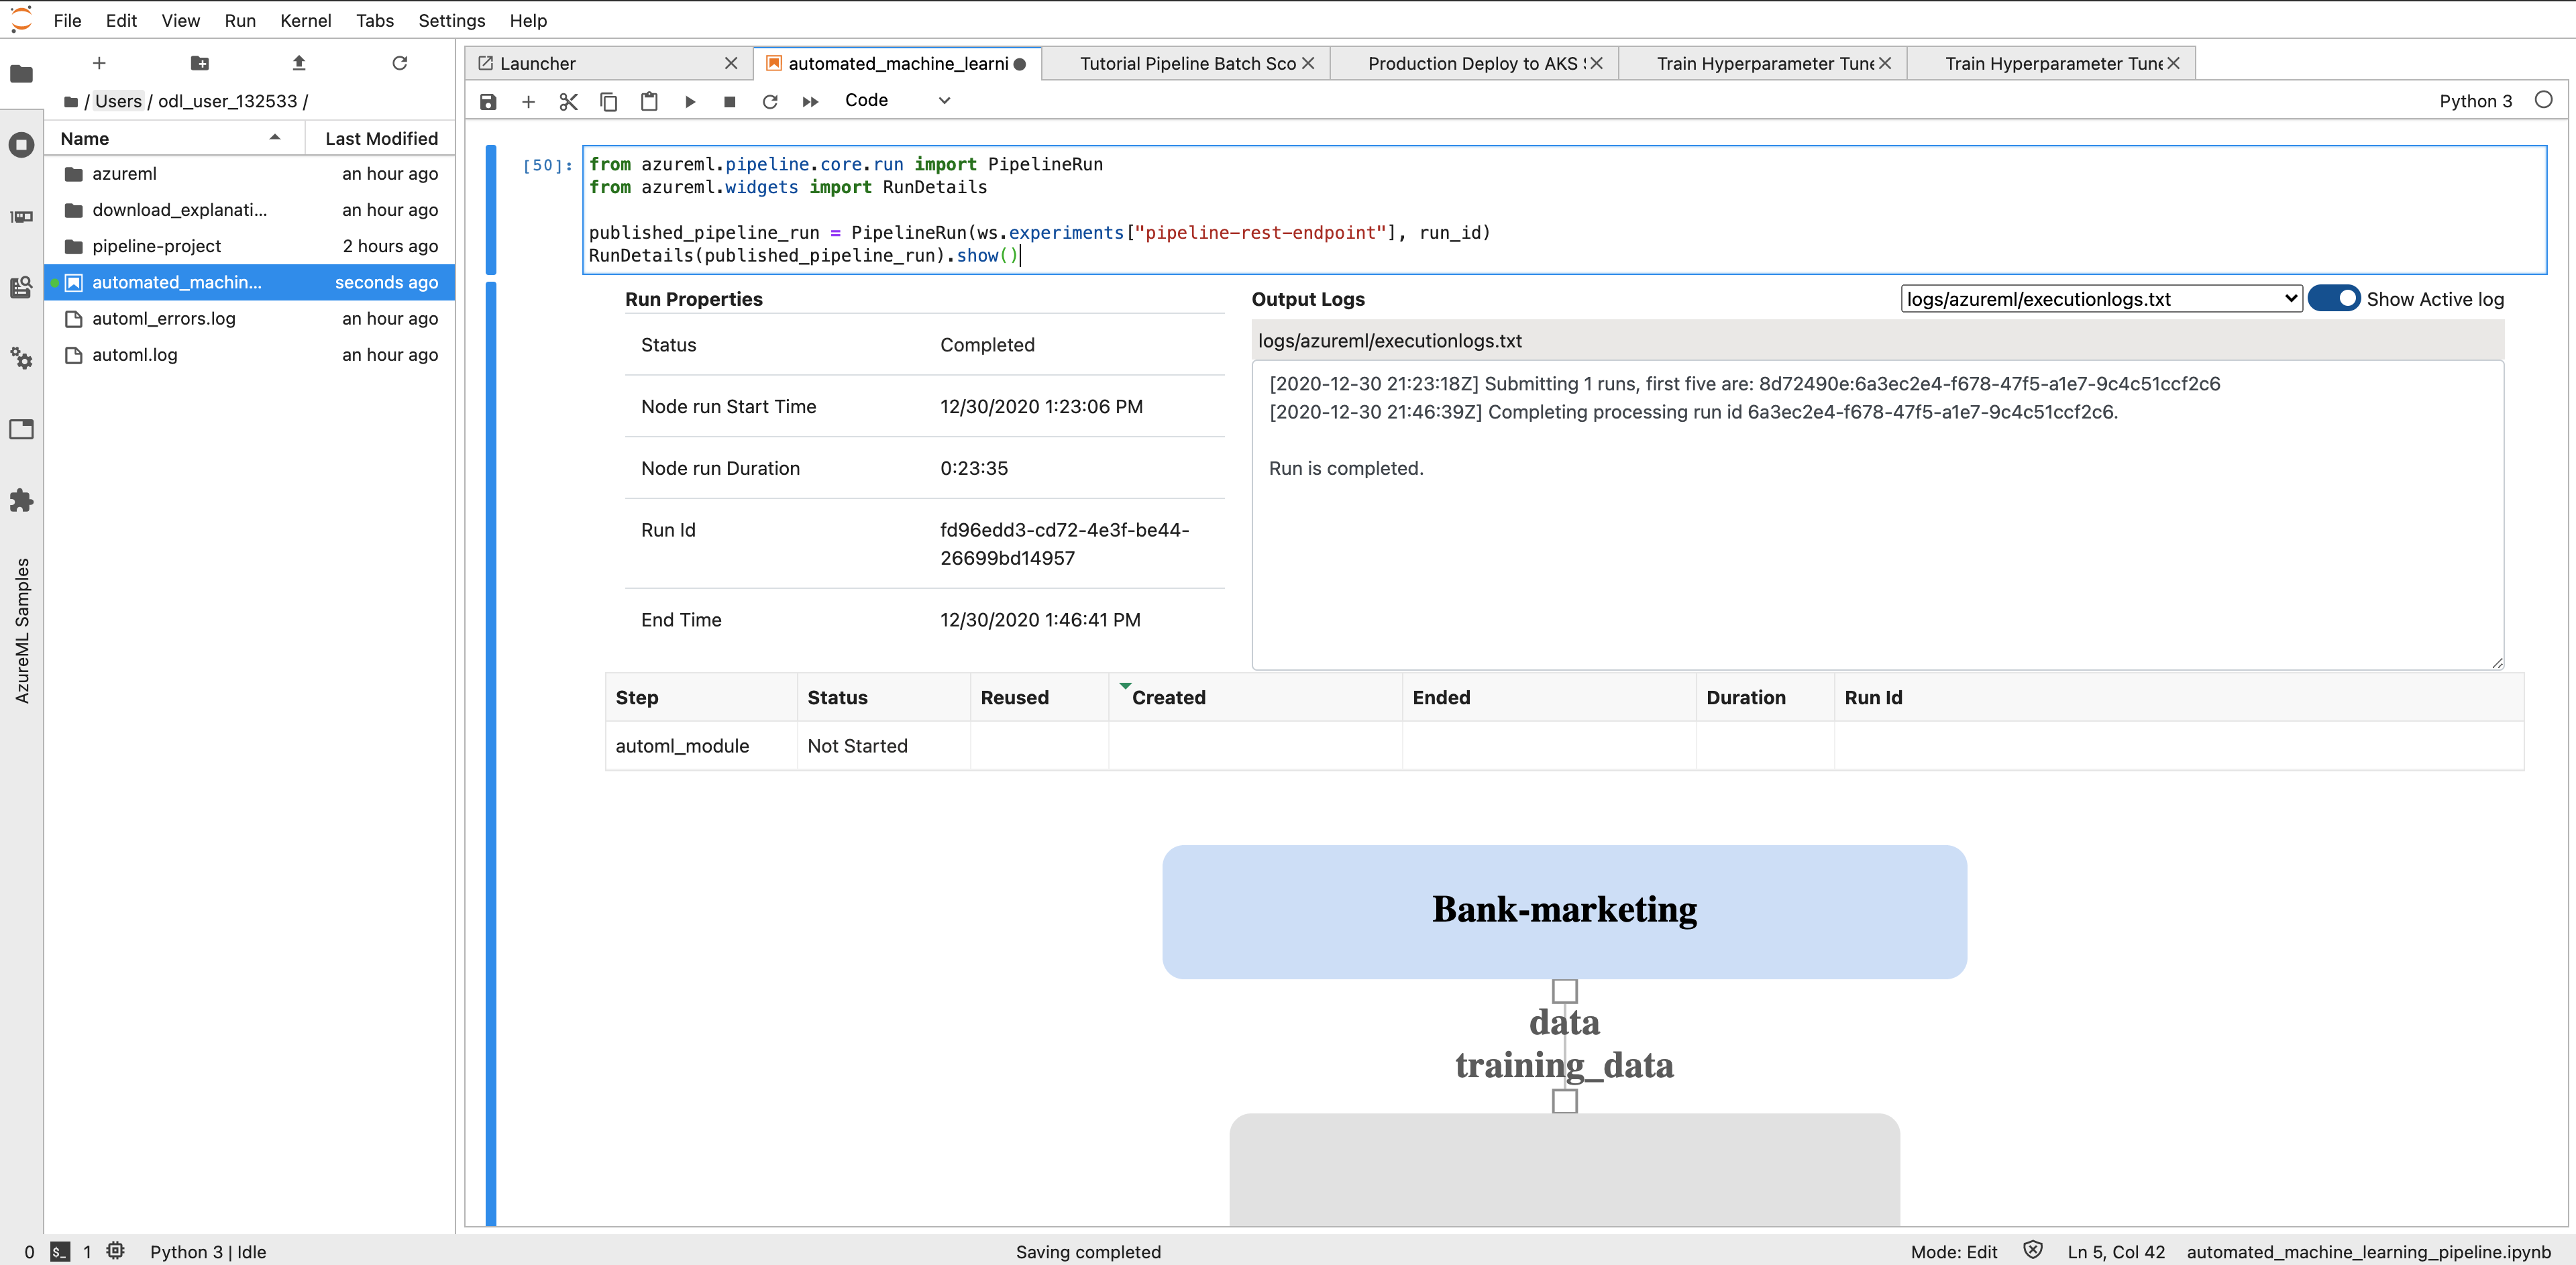 File Edit View Run Kernel Tabs Settings Help
/ Users / odl_user_132533 /
Name Last Modified
azureml an hour ago
download_explanati... an hour ago
pipeline-project 2 hours ago
automated_machin... seconds ago
automl_errors.log an hour ago
automl.log an hour ago
AzureML Samples
Launcher automated_machine_learni Tutorial Pipeline Batch Sco Production Deploy to AKS Train Hyperparameter Tune Train Hyperparameter Tune
Code Python 3
[50]: from azureml.pipeline.core.run import PipelineRun
from azureml.widgets import RunDetails
published_pipeline_run = PipelineRun(ws.experiments["pipeline-rest-endpoint"], run_id)
RunDetails(published_pipeline_run).show()
Run Properties
Status Completed
Node run Start Time 12/30/2020 1:23:06 PM
Node run Duration 0:23:35
Run Id fd96edd3-cd72-4e3f-be44-
26699bd14957
End Time 12/30/2020 1:46:41 PM
Output Logs logs/azureml/executionlogs.txt Show Active log
logs/azureml/executionlogs.txt
[2020-12-30 21:23:18Z] Submitting 1 runs, first five are: 8d72490e:6a3ec2e4-f678-47f5-a1e7-9c4c51ccf2c6
[2020-12-30 21:46:39Z] Completing processing run id 6a3ec2e4-f678-47f5-a1e7-9c4c51ccf2c6.
Run is completed.
Step Status Reused Created Ended Duration Run Id
automl_module Not Started
Bank-marketing
data
training_data
0 $_ 1 Python 3 | Idle Saving completed Mode: Edit Ln 5, Col 42 automated_machine_learning_pipeline.ipynb